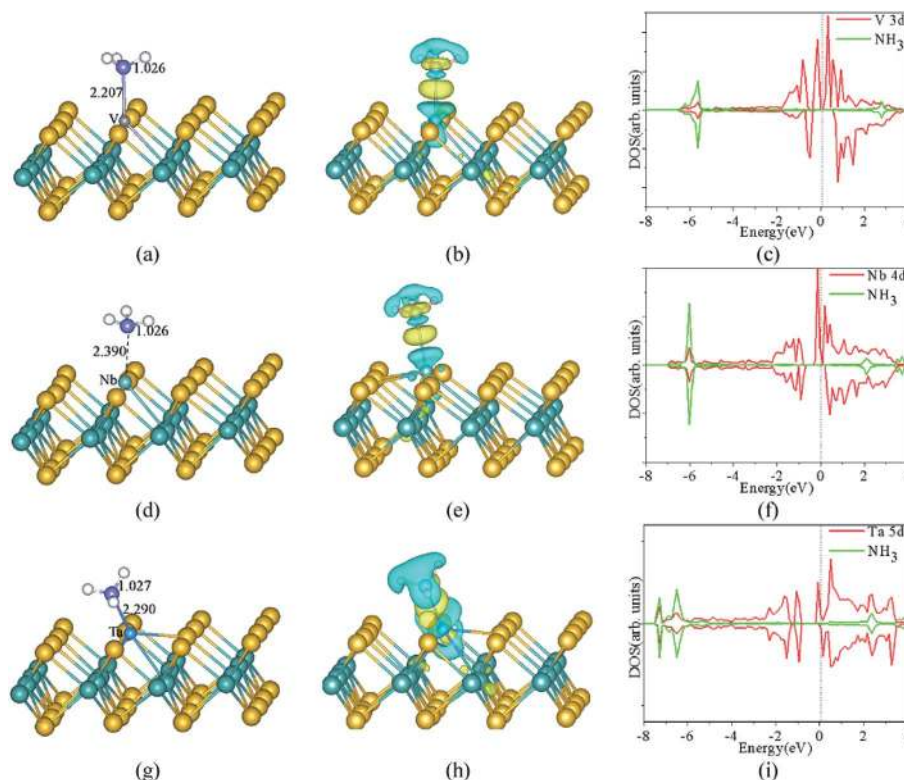 1.026
2.207
V
(a)
(b)
DOS(arb. units)
V 3d
NH3
-8 -6 -4 -2 0 2
Energy(eV)
(c)
1.026
2.390
Nb
(d)
(e)
DOS(arb. units)
Nb 4d
NH3
-8 -6 -4 -2 0 2
Energy(eV)
(f)
1.027
2.290
Ta
(g)
(h)
DOS(arb. units)
Ta 5d
NH3
-8 -6 -4 -2 0 2
Energy(eV)
(i)